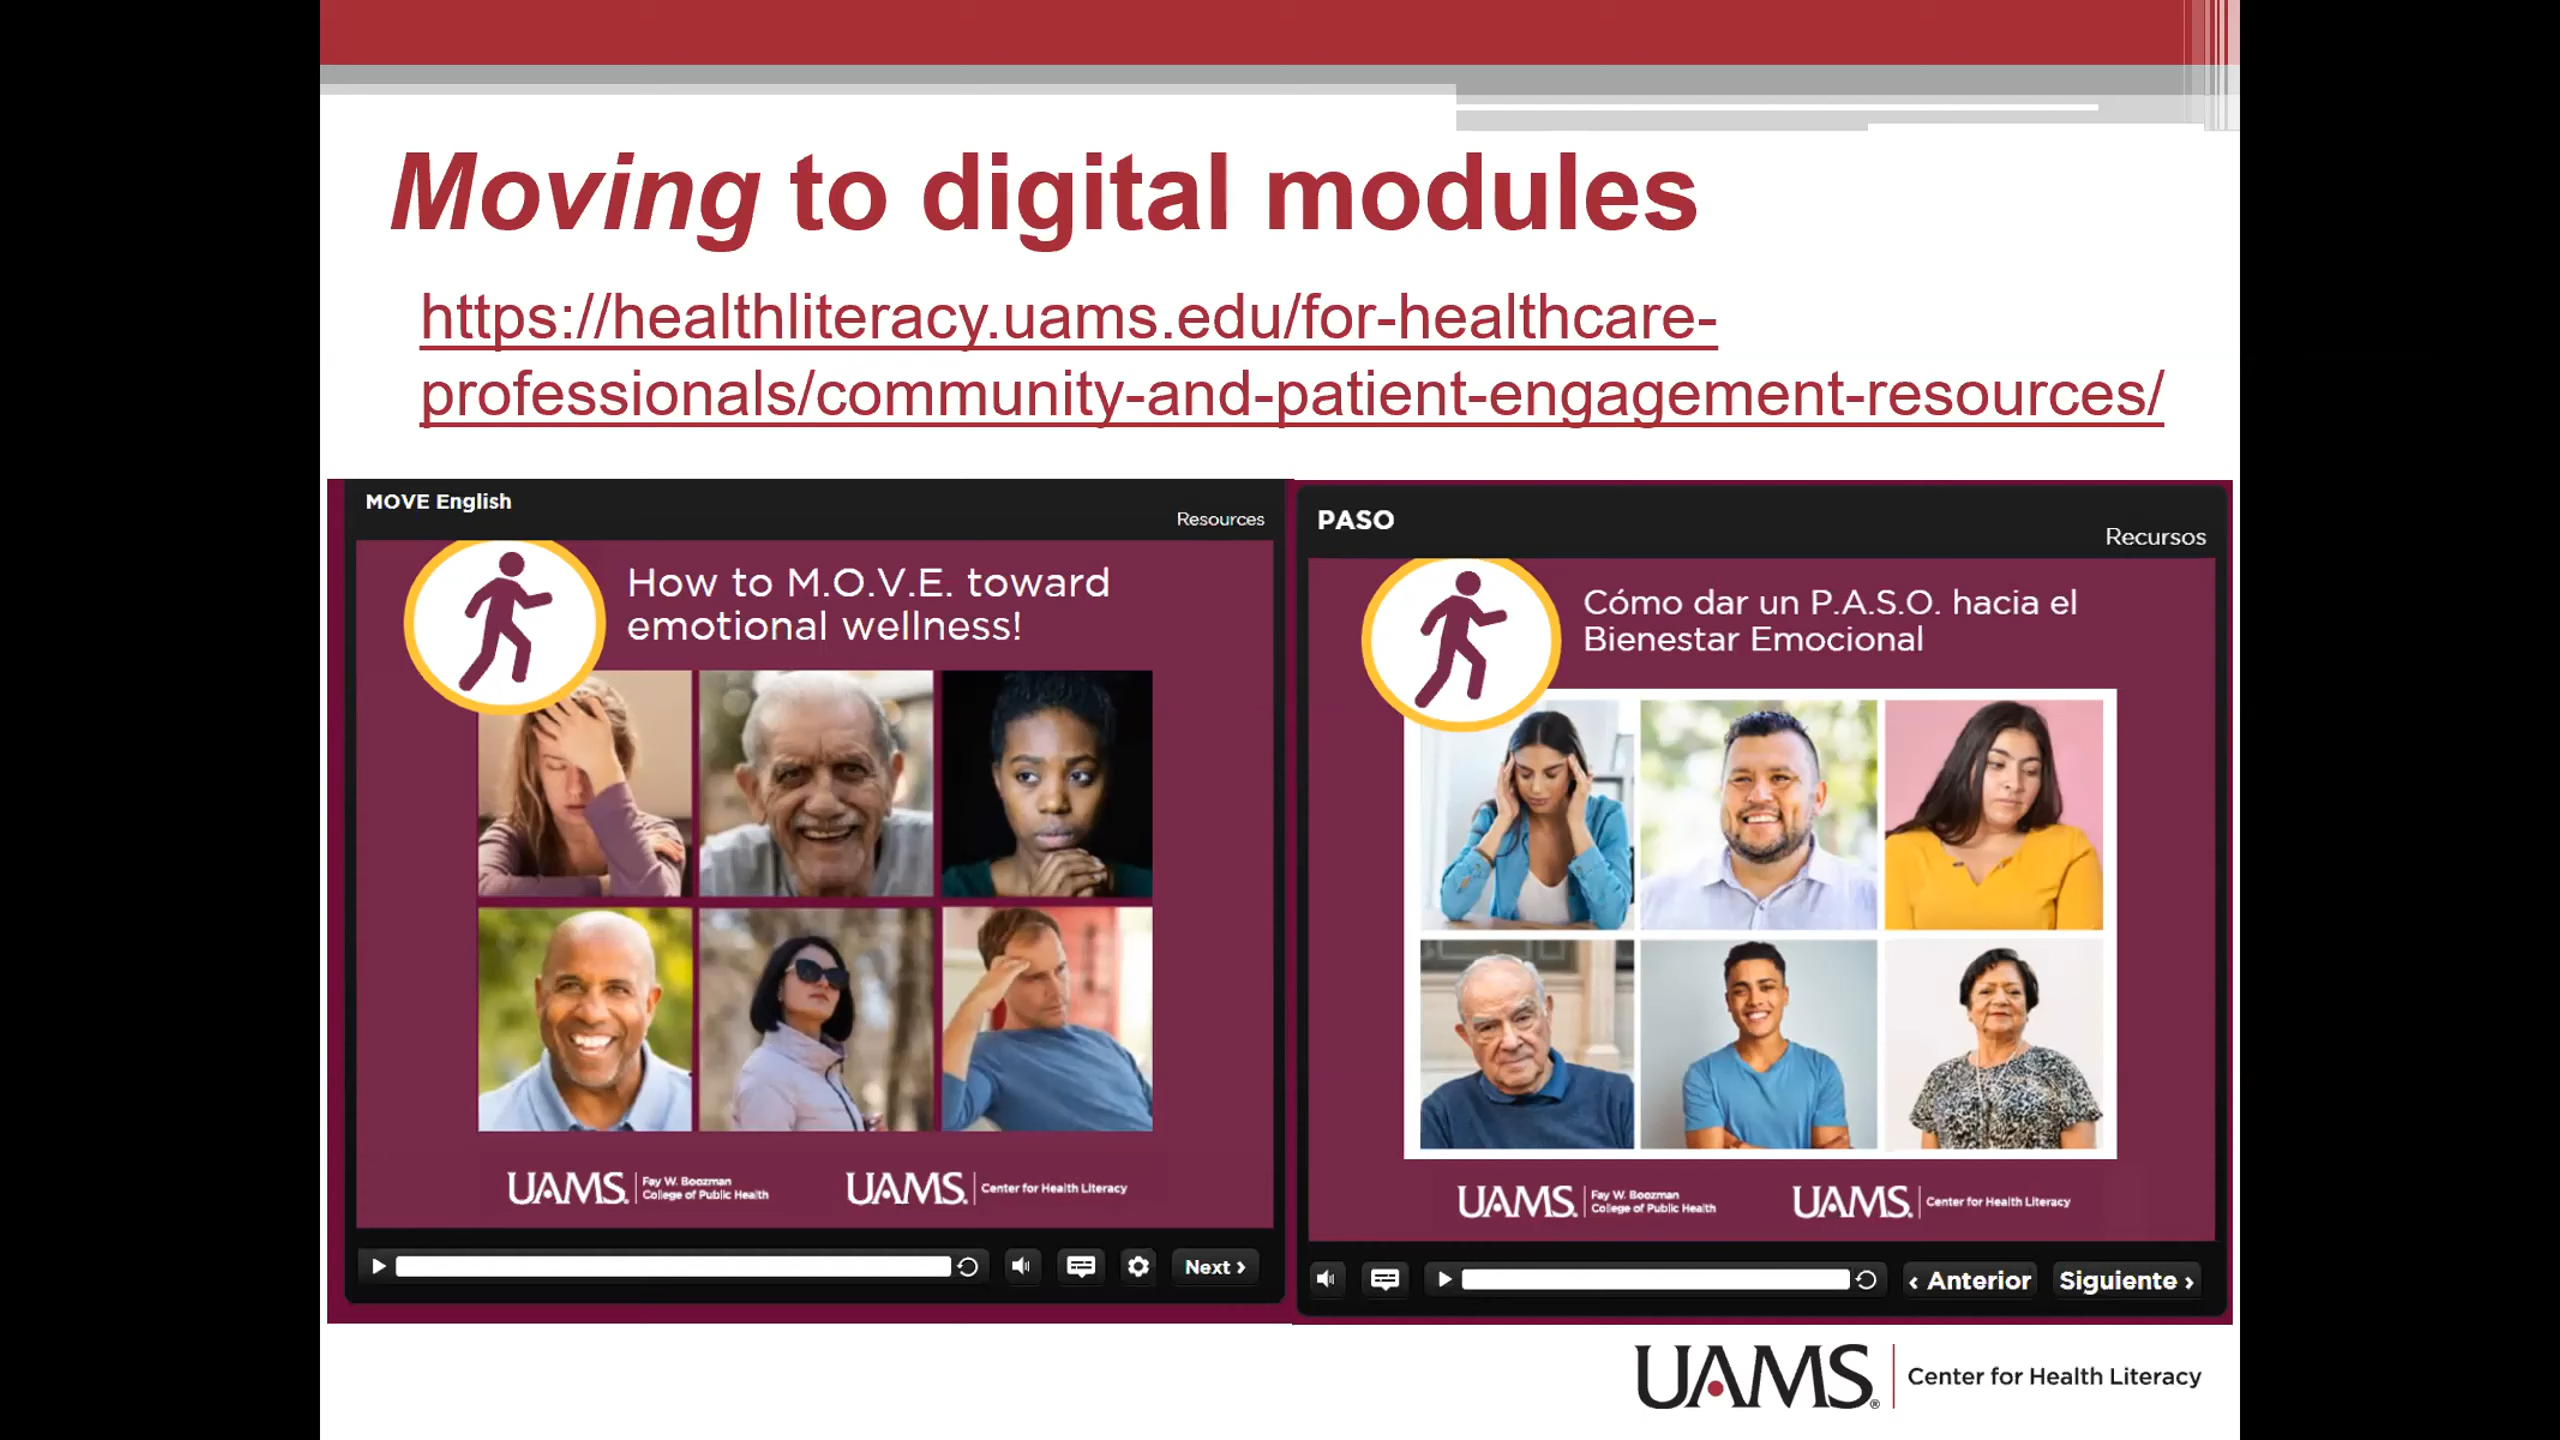 Moving to digital modules
https://healthliteracy.uams.edu/for-healthcare-
professionals/community-and-patient-engagement-resources/
MOVE English
Resources
How to M.O.V.E. toward
emotional wellness!
UAMS. Fay W. Boozman
College of Public Health
UAMS. Center for Health Literacy
Next ›
PASO
Recursos
Cómo dar un P.A.S.O. hacia el
Bienestar Emocional
UAMS. Fay W. Boozman
College of Public Health
UAMS. Center for Health Literacy
‹ Anterior Siguiente ›
UAMS® Center for Health Literacy